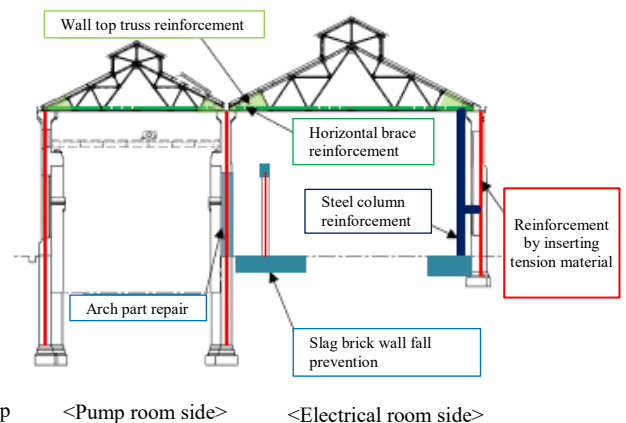 Wall top truss reinforcement
Horizontal brace
reinforcement
Steel column
reinforcement
Reinforcement
by inserting
tension material
Arch part repair
Slag brick wall fall
prevention
p
<Pump room side>
<Electrical room side>